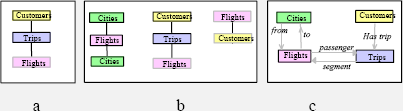 Customers
Trips
Flights
a
Cities
Flights
Cities
Customers
Trips
Flights
Flights
Customers
b
Cities
Customers
from
to
Has trip
passenger
Flights
segment
Trips
c